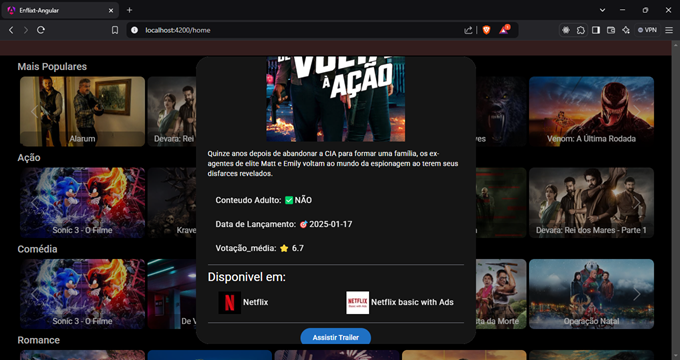 Enflixt-Angular
localhost:4200/home
VPN
Mais Populares
DE VOLTA
À AÇÃO
Alarum
Devara: Re
Venom: A Última Rodada
Quinze anos depois de abandonar a CIA para formar uma família, os ex-
agentes de elite Matt e Emily voltam ao mundo da espionagem ao terem seus
disfarces revelados.
Ação
Conteudo Adulto: ✅ NÃO
Data de Lançamento: 🎯 2025-01-17
Votação_média: ⭐ 6.7
Sonic 3 - O Filme
Krave
Devara: Rei dos Mares - Parte 1
Comédia
Disponivel em:
Netflix
NETFLIX
Netflix basic with Ads
Sonic 3 - O Filme
De V
ta da Morte
Operação Natal
Assistir Trailer
Romance